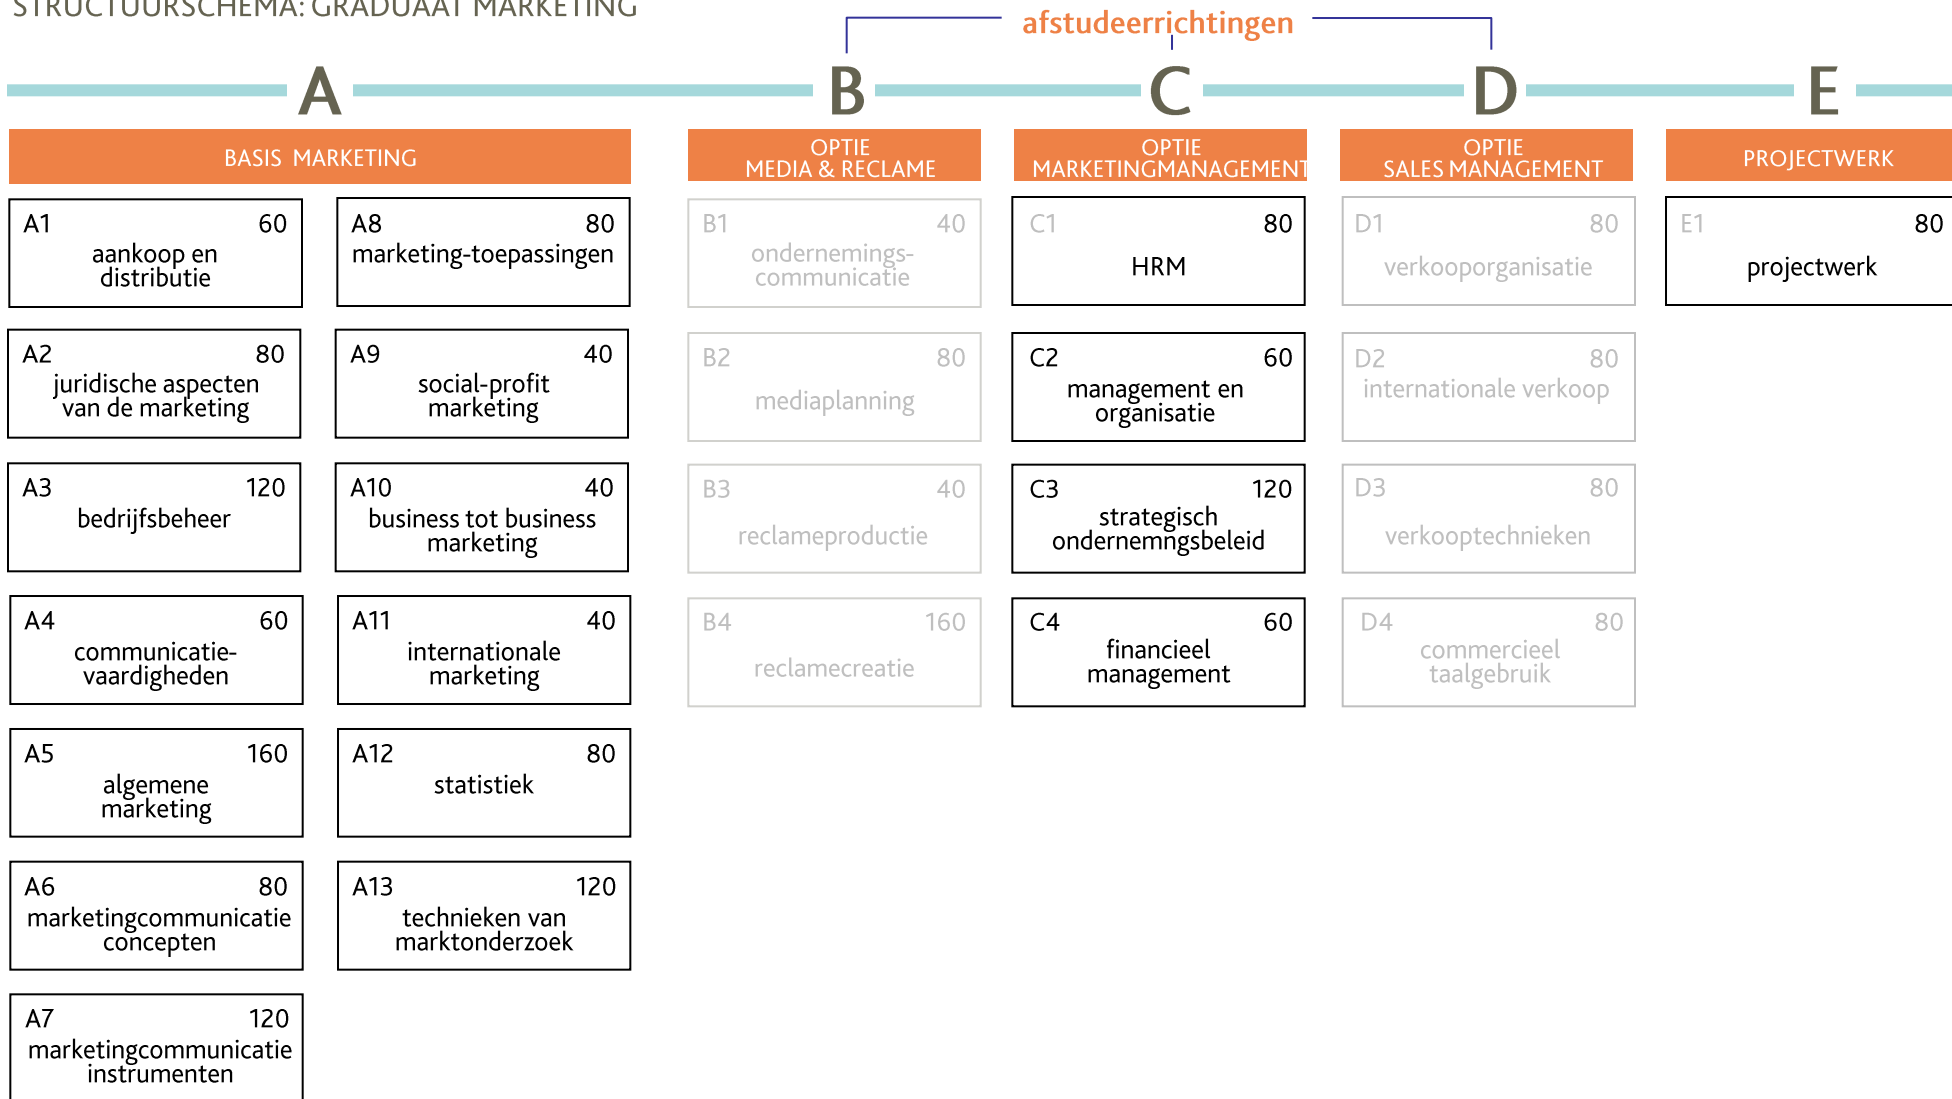 STRUCTUURSCHEMA: GRADUAAT MARKETING
afstudeerrichtingen
A
B
C
D
E
BASIS MARKETING
OPTIE
MEDIA & RECLAME
OPTIE
MARKETINGMANAGEMENT
OPTIE
SALES MANAGEMENT
PROJECTWERK
A1 60
aankoop en
distributie
A2 80
juridische aspecten
van de marketing
A3 120
bedrijfsbeheer
A4 60
communicatie-
vaardigheden
A5 160
algemene
marketing
A6 80
marketingcommunicatie
concepten
A7 120
marketingcommunicatie
instrumenten
A8 80
marketing-toepassingen
A9 40
social-profit
marketing
A10 40
business tot business
marketing
A11 40
internationale
marketing
A12 80
statistiek
A13 120
technieken van
marktonderzoek
B1 40
ondernemings-
communicatie
B2 80
mediaplanning
B3 40
reclameproductie
B4 160
reclamecreatie
C1 80
HRM
C2 60
management en
organisatie
C3 120
strategisch
ondernemngsbeleid
C4 60
financieel
management
D1 80
verkooporganisatie
D2 80
internationale verkoop
D3 80
verkooptechnieken
D4 80
commercieel
taalgebruik
E1 80
projectwerk